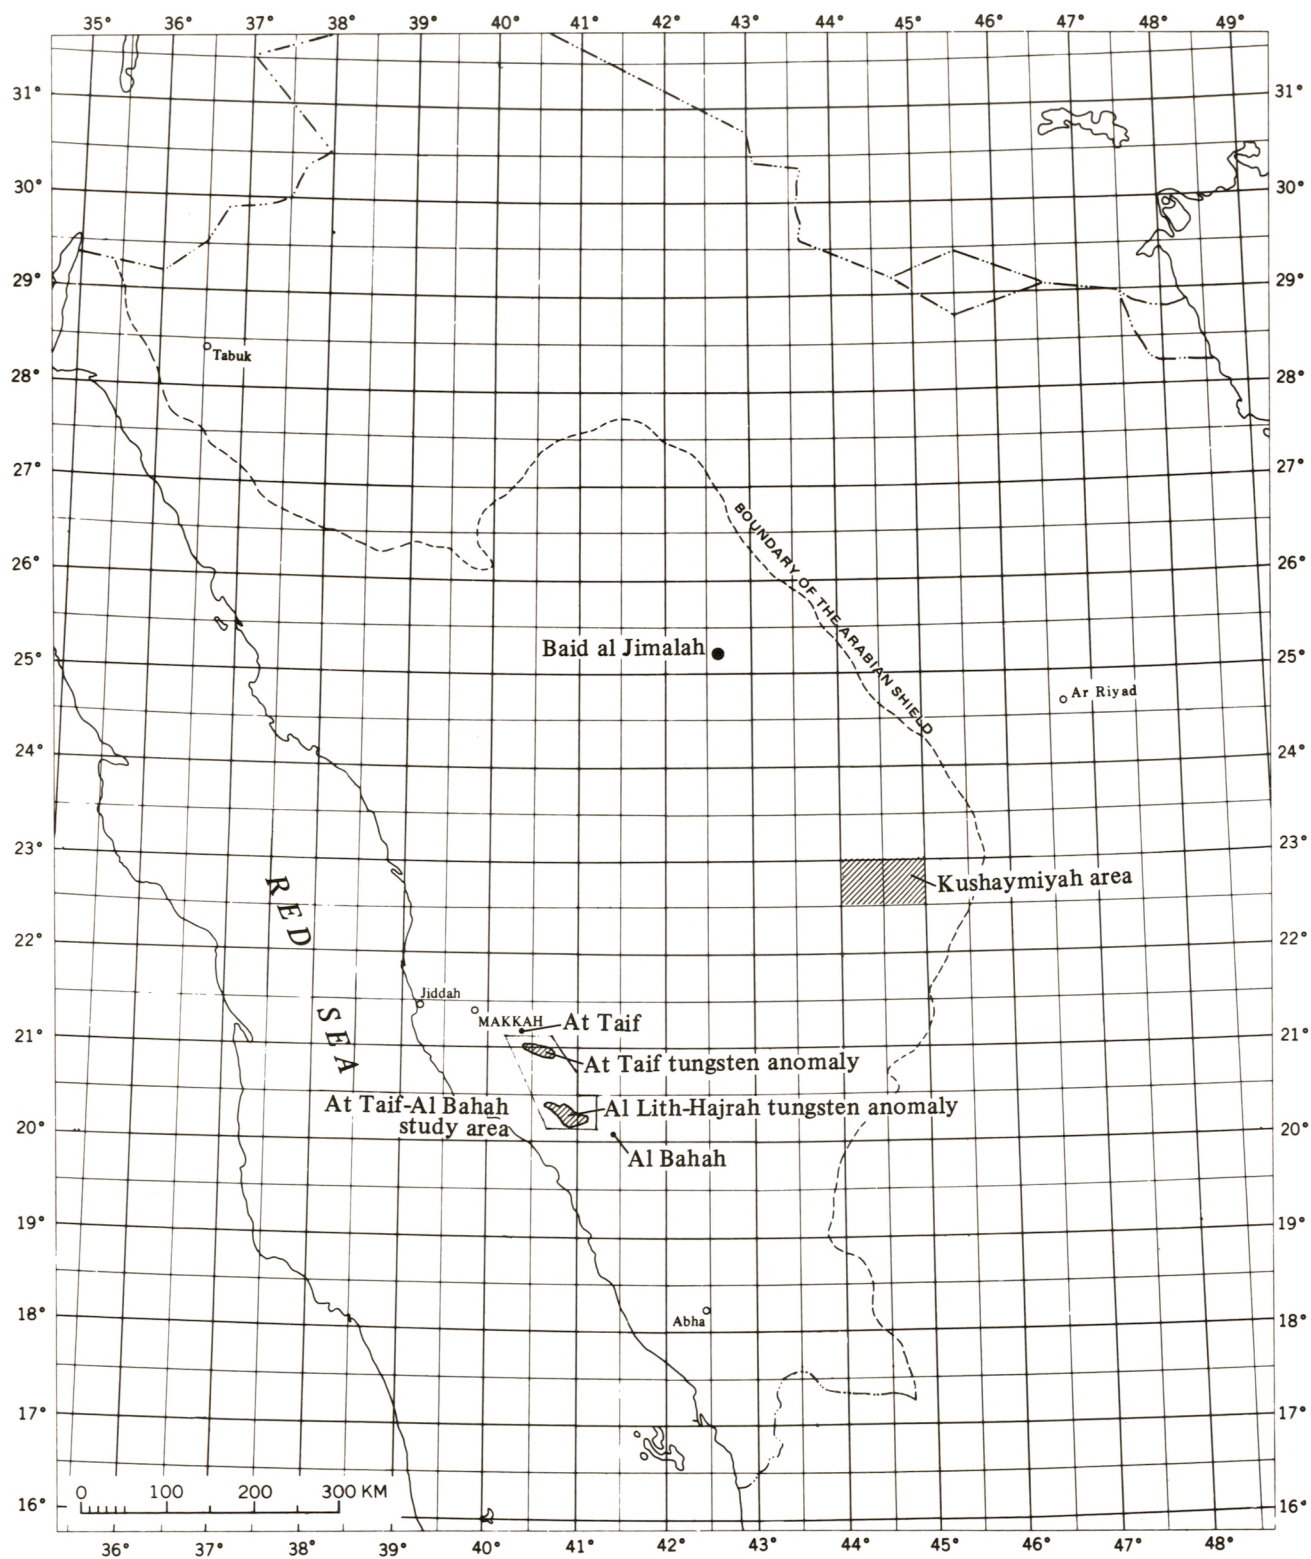 35° 36° 37° 38° 39° 40° 41° 42° 43° 44° 45° 46° 47° 48° 49°
31° 31°
30° 30°
29° 29°
Tabuk
28° 28°
27° 27°
BOUNDARY OF THE ARABIAN SHIELD
26° 26°
Baid al Jimalah
25° 25°
Ar Riyad
24° 24°
23° 23°
Kushaymiyah area
RED SEA
22° 22°
Jiddah
MAKKAH
At Taif
21° 21°
At Taif tungsten anomaly
At Taif-Al Bahah
study area
Al Lith-Hajrah tungsten anomaly
20° 20°
Al Bahah
19° 19°
18° 18°
Abha
17° 17°
0 100 200 300 KM
16° 16°
36° 37° 38° 39° 40° 41° 42° 43° 44° 45° 46° 47° 48°